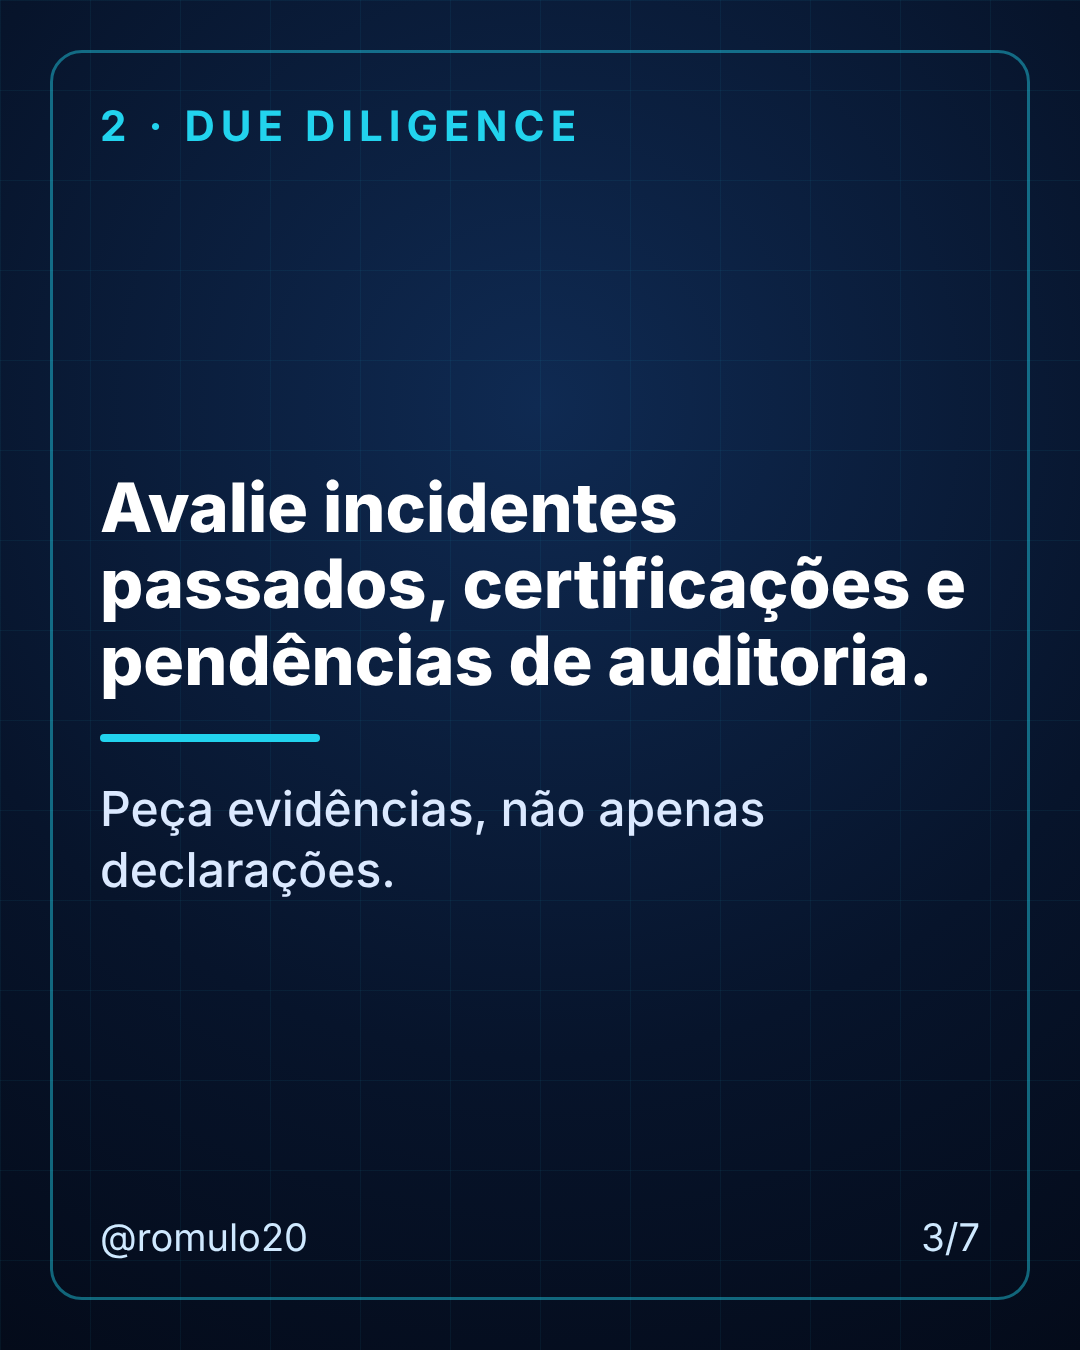 2 · DUE DILIGENCE
Avalie incidentes
passados, certificações e
pendências de auditoria.
Peça evidências, não apenas
declarações.
@romulo20
3/7